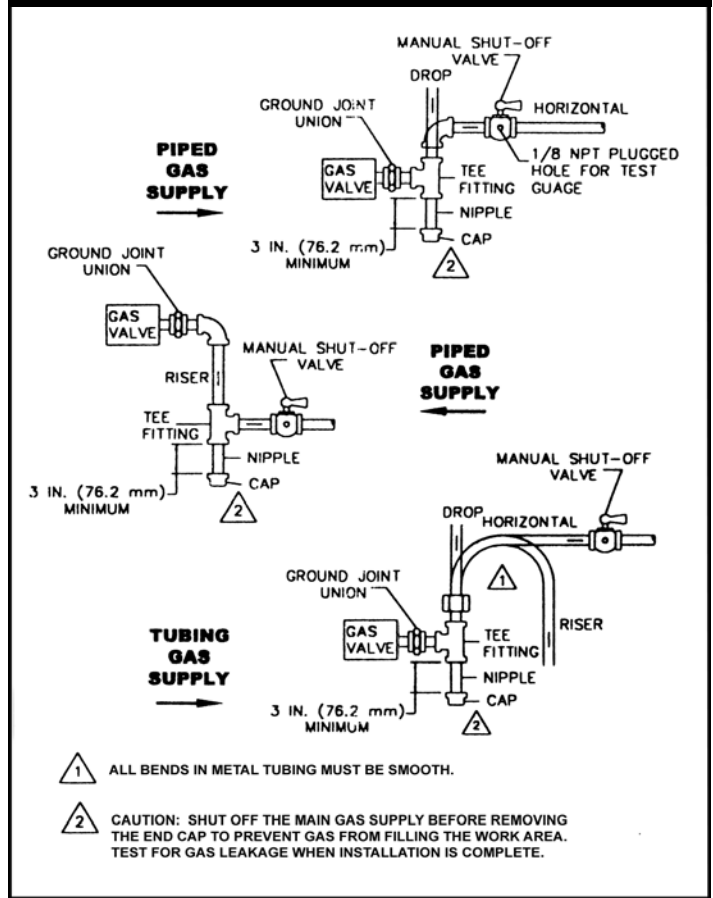 MANUAL SHUT-OFF
VALVE
DROP
GROUND JOINT
UNION
HORIZONTAL
PIPED
GAS
SUPPLY
GAS
VALVE
TEE
FITTING
1/8 NPT PLUGGED
HOLE FOR TEST
GUAGE
NIPPLE
3 IN. (76.2 mm)
MINIMUM
CAP
2
GROUND JOINT
UNION
GAS
VALVE
MANUAL SHUT-OFF
VALVE
RISER
PIPED
GAS
SUPPLY
TEE
FITTING
NIPPLE
3 IN. (76.2 mm)
MINIMUM
CAP
2
MANUAL SHUT-OFF
VALVE
DROP
HORIZONTAL
1
GROUND JOINT
UNION
RISER
TUBING
GAS
SUPPLY
GAS
VALVE
TEE
FITTING
NIPPLE
3 IN. (76.2 mm)
MINIMUM
CAP
2
1 ALL BENDS IN METAL TUBING MUST BE SMOOTH.
2 CAUTION: SHUT OFF THE MAIN GAS SUPPLY BEFORE REMOVING
THE END CAP TO PREVENT GAS FROM FILLING THE WORK AREA.
TEST FOR GAS LEAKAGE WHEN INSTALLATION IS COMPLETE.